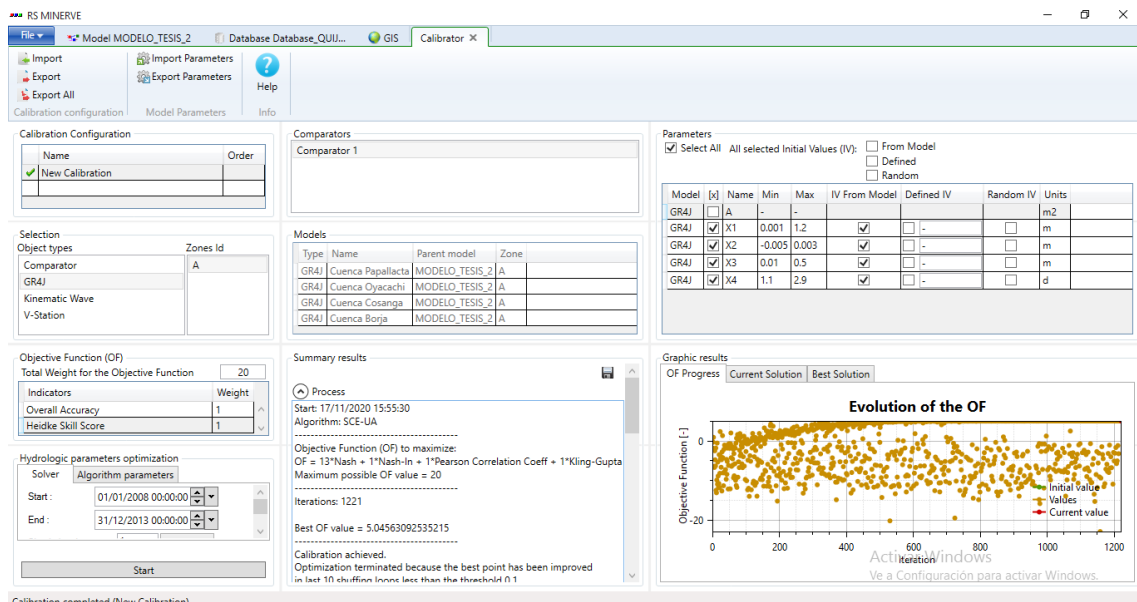 RS MINERVE
File
Model MODELO_TESIS_2
Database Database_QUIJ...
GIS
Calibrator
Import
Export
Export All
Calibration configuration
Import Parameters
Export Parameters
Model Parameters
Help
Info
Calibration Configuration
Name Order
New Calibration
Comparators
Comparator 1
Parameters
Select All All selected Initial Values (IV): From Model
Defined
Random
Model [x] Name Min Max IV From Model Defined IV Random IV Units
GR4J A - - m2
GR4J X1 0.001 1.2 - m
GR4J X2 -0.005 0.003 - m
GR4J X3 0.01 0.5 - m
GR4J X4 1.1 2.9 - d
Selection
Object types Zones Id
Comparator A
GR4J
Kinematic Wave
V-Station
Models
Type Name Parent model Zone
GR4J Cuenca Papallacta MODELO_TESIS_2 A
GR4J Cuenca Oyacachi MODELO_TESIS_2 A
GR4J Cuenca Cosanga MODELO_TESIS_2 A
GR4J Cuenca Borja MODELO_TESIS_2 A
Objective Function (OF)
Total Weight for the Objective Function 20
Indicators Weight
Overall Accuracy 1
Heidke Skill Score 1
Hydrologic parameters optimization
Solver Algorithm parameters
Start : 01/01/2008 00:00:00
End : 31/12/2013 00:00:00
Start
Summary results
Process
Start: 17/11/2020 15:55:30
Algorithm: SCE-UA
----------------------------------------
Objective Function (OF) to maximize:
OF = 13*Nash + 1*Nash-ln + 1*Pearson Correlation Coeff + 1*Kling-Gupta
Maximum possible OF value = 20
----------------------------------------
Iterations: 1221
Best OF value = 5.04563092535215
----------------------------------------
Calibration achieved.
Optimization terminated because the best point has been improved
in last 10 shuffling loops less than the threshold 0.1
Graphic results
OF Progress Current Solution Best Solution
Evolution of the OF
Objective Function [-]
0
-20
Initial value
Values
Current value
0 200 400 600 800 1000 1200
Iteration
Activar Windows
Ve a Configuración para activar Windows.
Calibration completed (New Calibration)